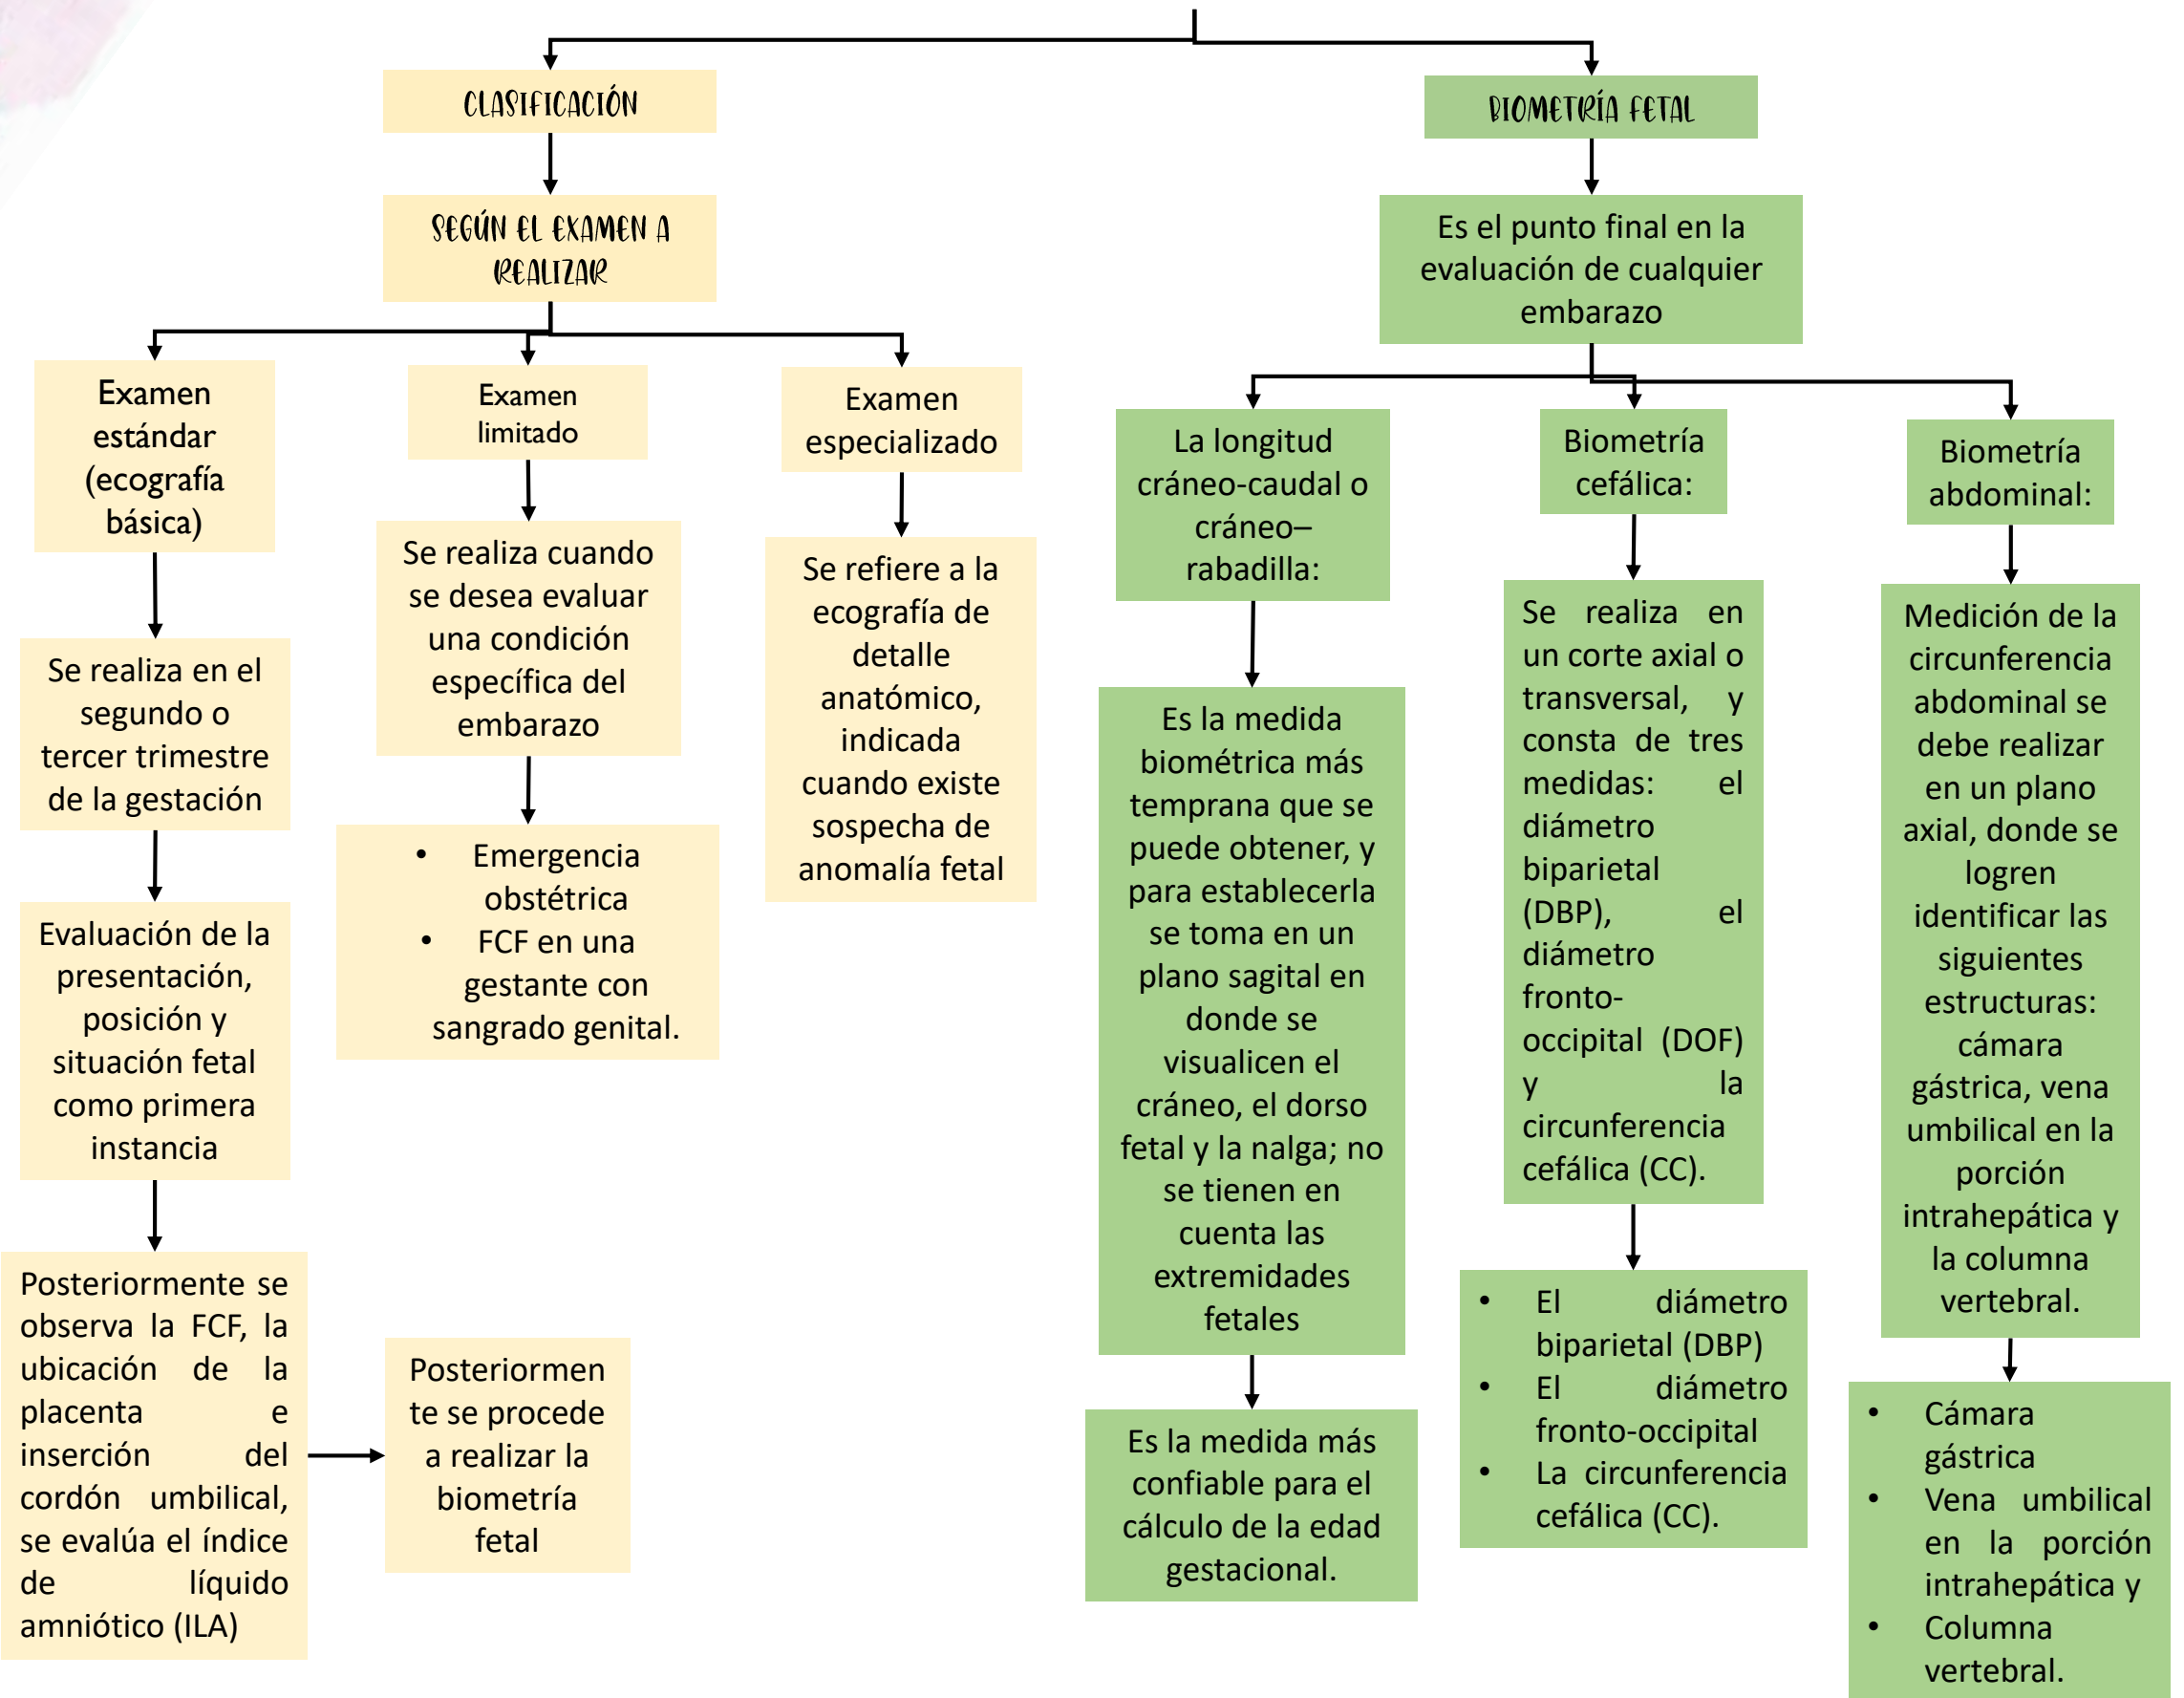 CLASIFICACIÓN
SEGÚN EL EXAMEN A
REALIZAR
Examen
estándar
(ecografía
básica)
Se realiza en el
segundo o
tercer trimestre
de la gestación
Evaluación de la
presentación,
posición y
situación fetal
como primera
instancia
Posteriormente se
observa la FCF, la
ubicación de la
placenta e
inserción del
cordón umbilical,
se evalúa el índice
de líquido
amniótico (ILA)
Posteriormen
te se procede
a realizar la
biometría
fetal
Examen
limitado
Se realiza cuando
se desea evaluar
una condición
específica del
embarazo
• Emergencia
obstétrica
• FCF en una
gestante con
sangrado genital.
Examen
especializado
Se refiere a la
ecografía de
detalle
anatómico,
indicada
cuando existe
sospecha de
anomalía fetal
BIOMETRÍA FETAL
Es el punto final en la
evaluación de cualquier
embarazo
La longitud
cráneo-caudal o
cráneo–
rabadilla:
Es la medida
biométrica más
temprana que se
puede obtener, y
para establecerla
se toma en un
plano sagital en
donde se
visualicen el
cráneo, el dorso
fetal y la nalga; no
se tienen en
cuenta las
extremidades
fetales
Es la medida más
confiable para el
cálculo de la edad
gestacional.
Biometría
cefálica:
Se realiza en
un corte axial o
transversal, y
consta de tres
medidas: el
diámetro
biparietal
(DBP), el
diámetro
fronto-
occipital (DOF)
y la
circunferencia
cefálica (CC).
• El diámetro
biparietal (DBP)
• El diámetro
fronto-occipital
• La circunferencia
cefálica (CC).
Biometría
abdominal:
Medición de la
circunferencia
abdominal se
debe realizar
en un plano
axial, donde se
logren
identificar las
siguientes
estructuras:
cámara
gástrica, vena
umbilical en la
porción
intrahepática y
la columna
vertebral.
• Cámara
gástrica
• Vena umbilical
en la porción
intrahepática y
• Columna
vertebral.